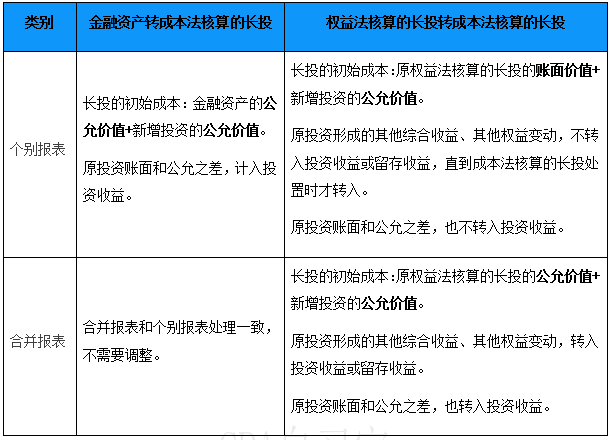 类别
金融资产转成本法核算的长投
权益法核算的长投转成本法核算的长投
个别报表
长投的初始成本：金融资产的公
允价值+新增投资的公允价值。
原投资账面和公允之差，计入投
资收益。
长投的初始成本：原权益法核算的长投的账面价值+
新增投资的公允价值。
原投资形成的其他综合收益、其他权益变动，不转
入投资收益或留存收益，直到成本法核算的长投处
置时才转入。
原投资账面和公允之差，也不转入投资收益。
合并报表
合并报表和个别报表处理一致，
不需要调整。
长投的初始成本：原权益法核算的长投的公允价值+
新增投资的公允价值。
原投资形成的其他综合收益、其他权益变动，转入
投资收益或留存收益。
原投资账面和公允之差，也转入投资收益。